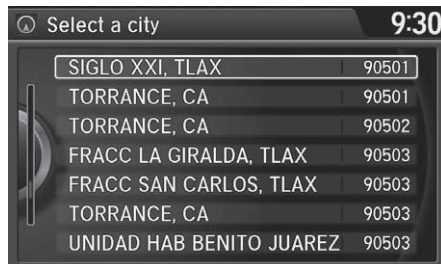 Select a city 9:30
SIGLO XXI, TLAX 90501
TORRANCE, CA 90501
TORRANCE, CA 90502
FRACC LA GIRALDA, TLAX 90503
FRACC SAN CARLOS, TLAX 90503
TORRANCE, CA 90503
UNIDAD HAB BENITO JUAREZ 90503